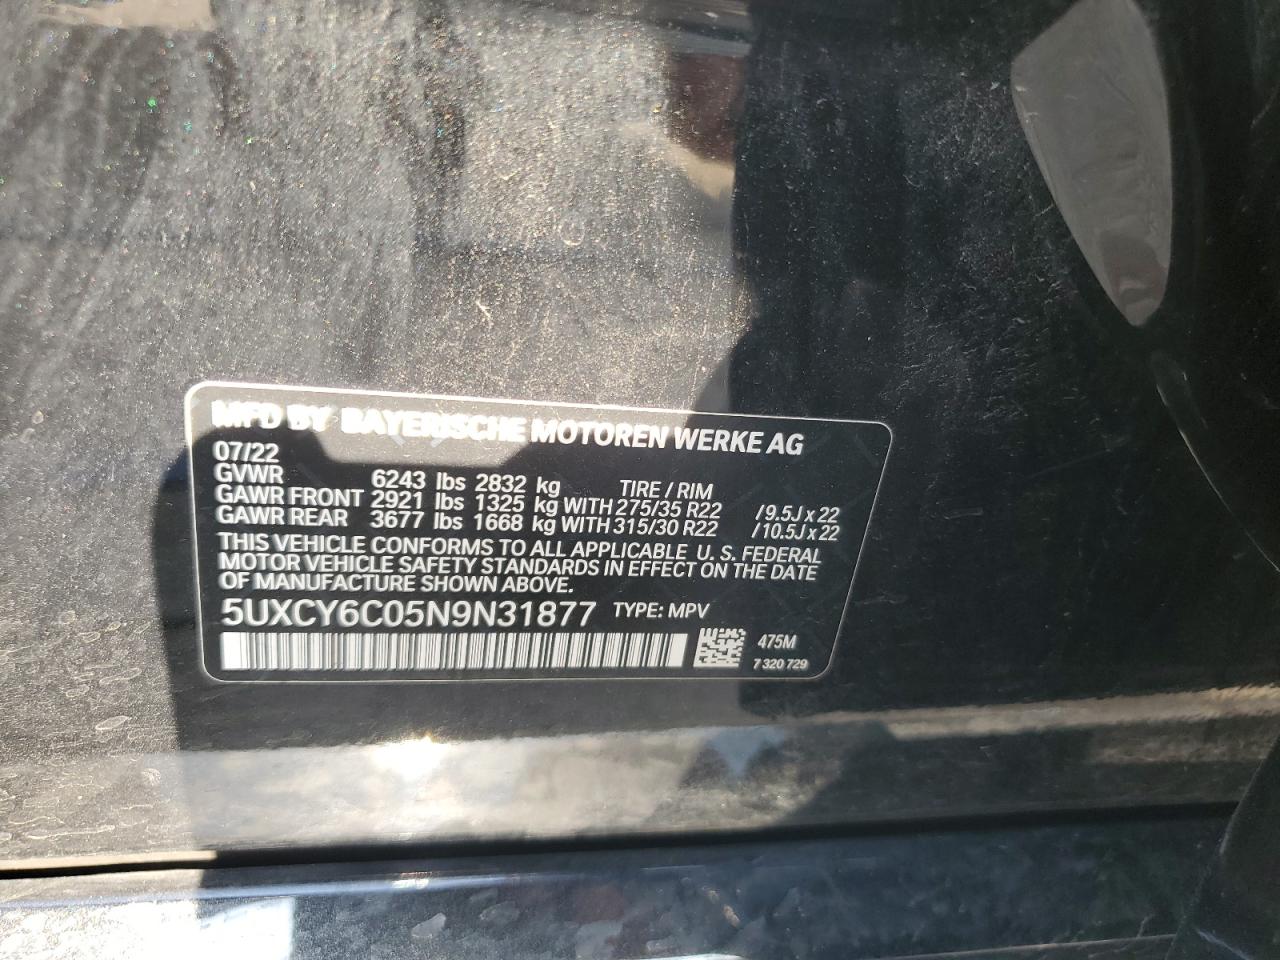 MFD BY BAYERISCHE MOTOREN WERKE AG
07/22
GVWR 6243 lbs 2832 kg TIRE / RIM
GAWR FRONT 2921 lbs 1325 kg WITH 275/35 R22 /9.5J x 22
GAWR REAR 3677 lbs 1668 kg WITH 315/30 R22 /10.5J x 22
THIS VEHICLE CONFORMS TO ALL APPLICABLE U. S. FEDERAL
MOTOR VEHICLE SAFETY STANDARDS IN EFFECT ON THE DATE
OF MANUFACTURE SHOWN ABOVE.
5UXCY6C05N9N31877 TYPE: MPV
475M
7 320 729